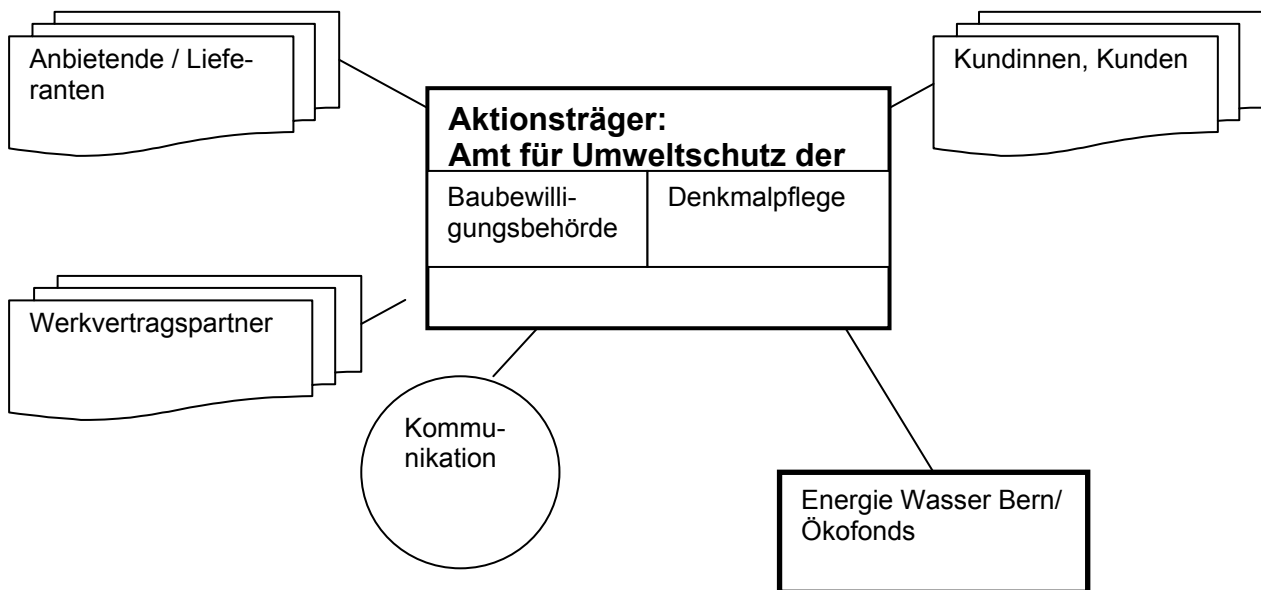 Anbietende / Liefe-
ranten
Kundinnen, Kunden
Aktionsträger:
Amt für Umweltschutz der
Baubewilli-
gungsbehörde
Denkmalpflege
Werkvertragspartner
Kommu-
nikation
Energie Wasser Bern/
Ökofonds